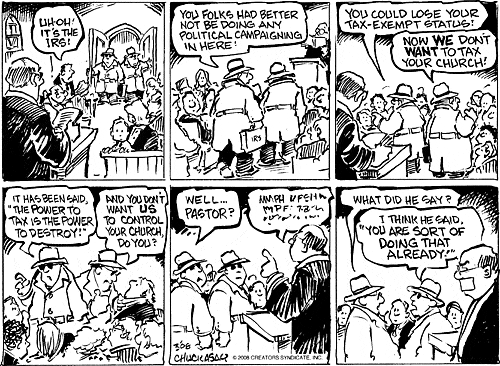 UH-OH!
IT'S THE
IRS!
YOU FOLKS HAD BETTER
NOT BE DOING ANY
POLITICAL CAMPAIGNING
IN HERE!
IRS
YOU COULD LOSE YOUR
TAX-EXEMPT STATUS!
NOW WE DON'T
WANT TO TAX
YOUR CHURCH!
IT HAS BEEN SAID,
"THE POWER TO
TAX IS THE POWER
TO DESTROY!"
AND YOU DON'T
WANT US
TO CONTROL
YOUR CHURCH,
DO YOU?
WELL...
PASTOR?
3/28
CHUCK ASAY
© 2008 CREATORS SYNDICATE, INC.
WHAT DID HE SAY?
I THINK HE SAID,
"YOU ARE SORT OF
DOING THAT
ALREADY!"